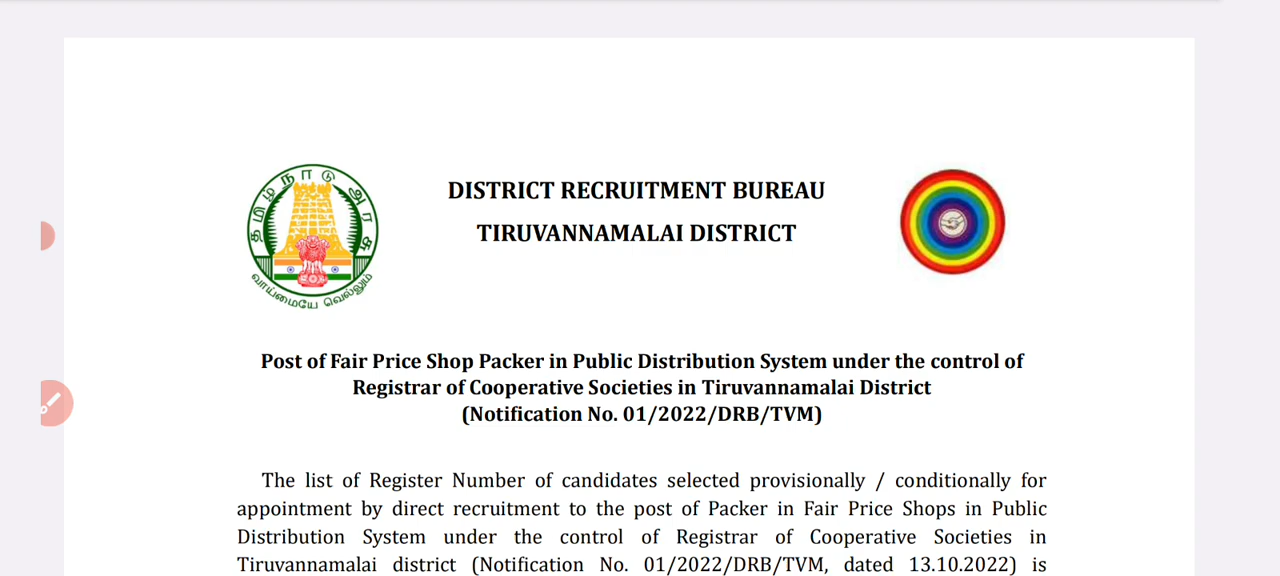 தமிழ்நாடு அரசு
வாய்மையே வெல்லும்
DISTRICT RECRUITMENT BUREAU
TIRUVANNAMALAI DISTRICT
Post of Fair Price Shop Packer in Public Distribution System under the control of
Registrar of Cooperative Societies in Tiruvannamalai District
(Notification No. 01/2022/DRB/TVM)
The list of Register Number of candidates selected provisionally / conditionally for
appointment by direct recruitment to the post of Packer in Fair Price Shops in Public
Distribution System under the control of Registrar of Cooperative Societies in
Tiruvannamalai district (Notification No. 01/2022/DRB/TVM, dated 13.10.2022) is